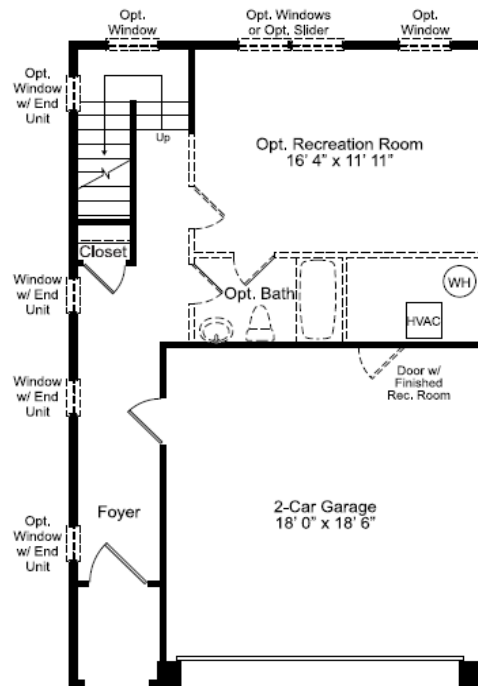 Opt.
Window
Opt. Windows
or Opt. Slider
Opt.
Window
Opt.
Window
w/ End
Unit
Up
Opt. Recreation Room
16' 4" x 11' 11"
Closet
Window
w/ End
Unit
Opt. Bath
WH
HVAC
Door w/
Finished
Rec. Room
Window
w/ End
Unit
Foyer
2-Car Garage
18' 0" x 18' 6"
Opt.
Window
w/ End
Unit